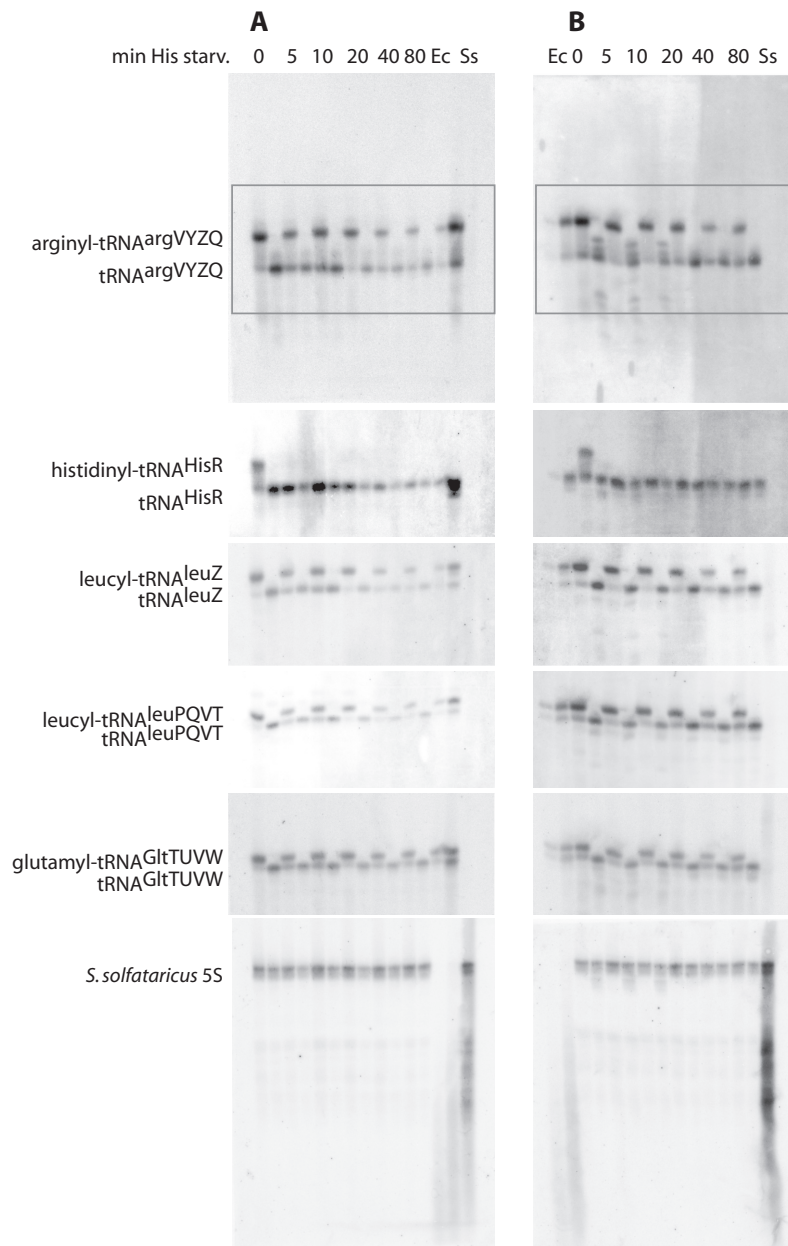 A B
min His starv. 0 5 10 20 40 80 Ec Ss Ec 0 5 10 20 40 80 Ss
arginyl-tRNAargVYZQ
tRNAargVYZQ
histidinyl-tRNAHisR
tRNAHisR
leucyl-tRNAleuZ
tRNAleuZ
leucyl-tRNAleuPQVT
tRNAleuPQVT
glutamyl-tRNAGltTUVW
tRNAGltTUVW
S. solfataricus 5S